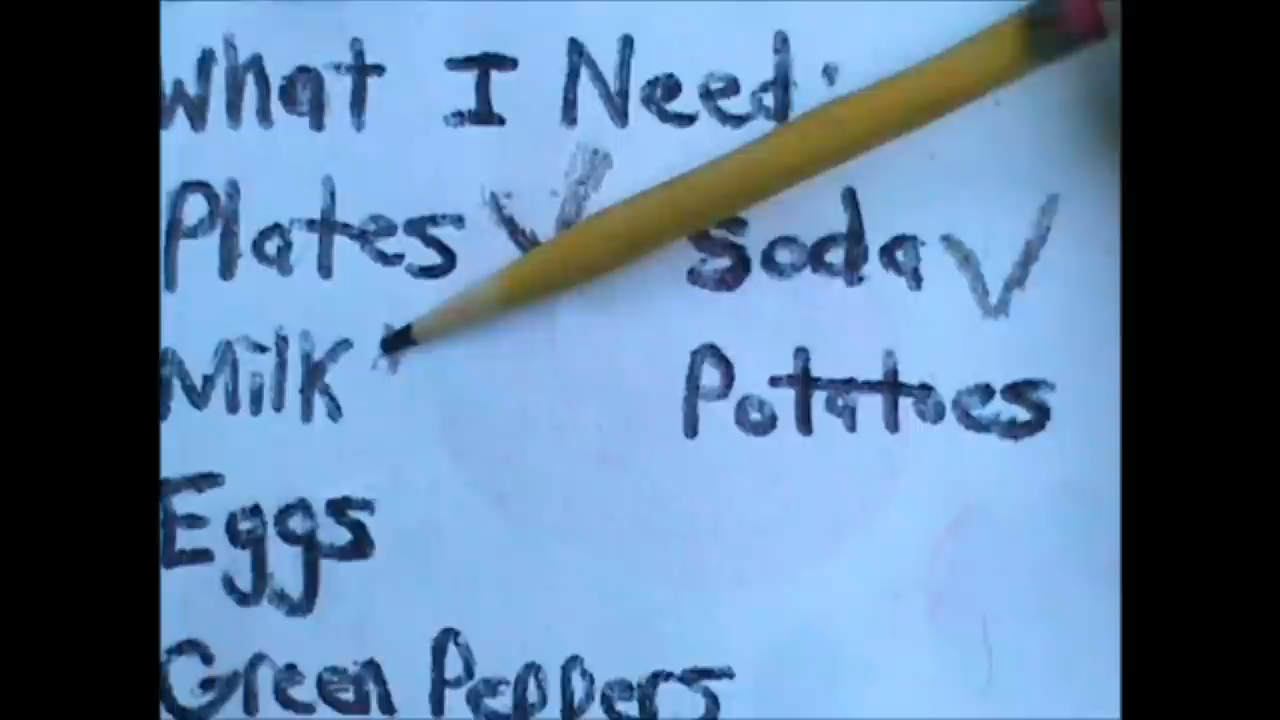 What I Need:
Plates ✓ Soda ✓
Milk Potatoes
Eggs
Green Peppers